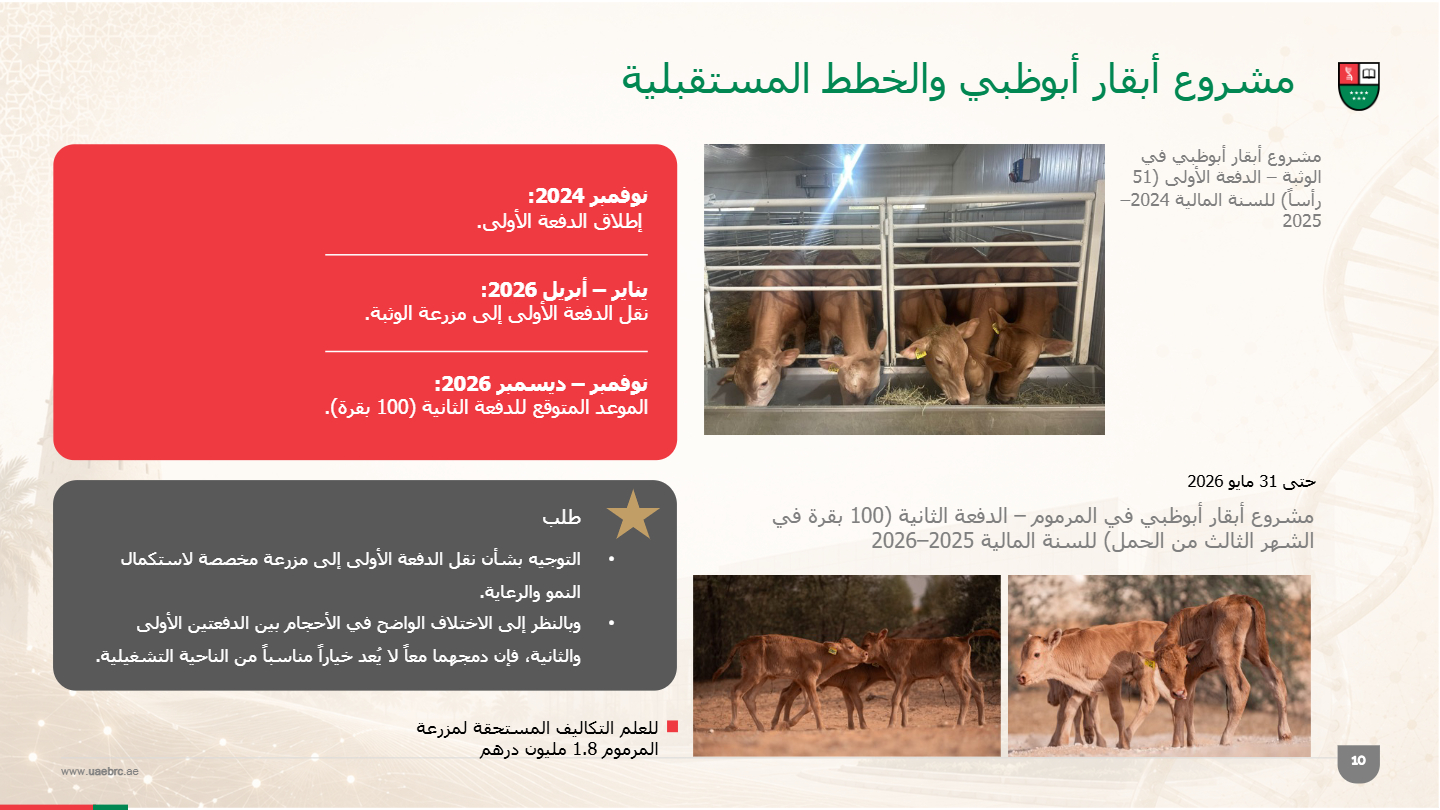 مشروع أبقار أبوظبي والخطط المستقبلية
مشروع أبقار أبوظبي في
الوثبة – الدفعة الأولى (51
رأساً) للسنة المالية 2024–
2025
نوفمبر 2024:
إطلاق الدفعة الأولى.
يناير – أبريل 2026:
نقل الدفعة الأولى إلى مزرعة الوثبة.
نوفمبر – ديسمبر 2026:
الموعد المتوقع للدفعة الثانية (100 بقرة).
حتى 31 مايو 2026
مشروع أبقار أبوظبي في المرموم – الدفعة الثانية (100 بقرة في
الشهر الثالث من الحمل) للسنة المالية 2025–2026
طلب
• التوجيه بشأن نقل الدفعة الأولى إلى مزرعة مخصصة لاستكمال
النمو والرعاية.
• وبالنظر إلى الاختلاف الواضح في الأحجام بين الدفعتين الأولى
والثانية، فإن دمجهما معاً لا يُعد خياراً مناسباً من الناحية التشغيلية.
للعلم التكاليف المستحقة لمزرعة
المرموم 1.8 مليون درهم
www.uaebrc.ae
10